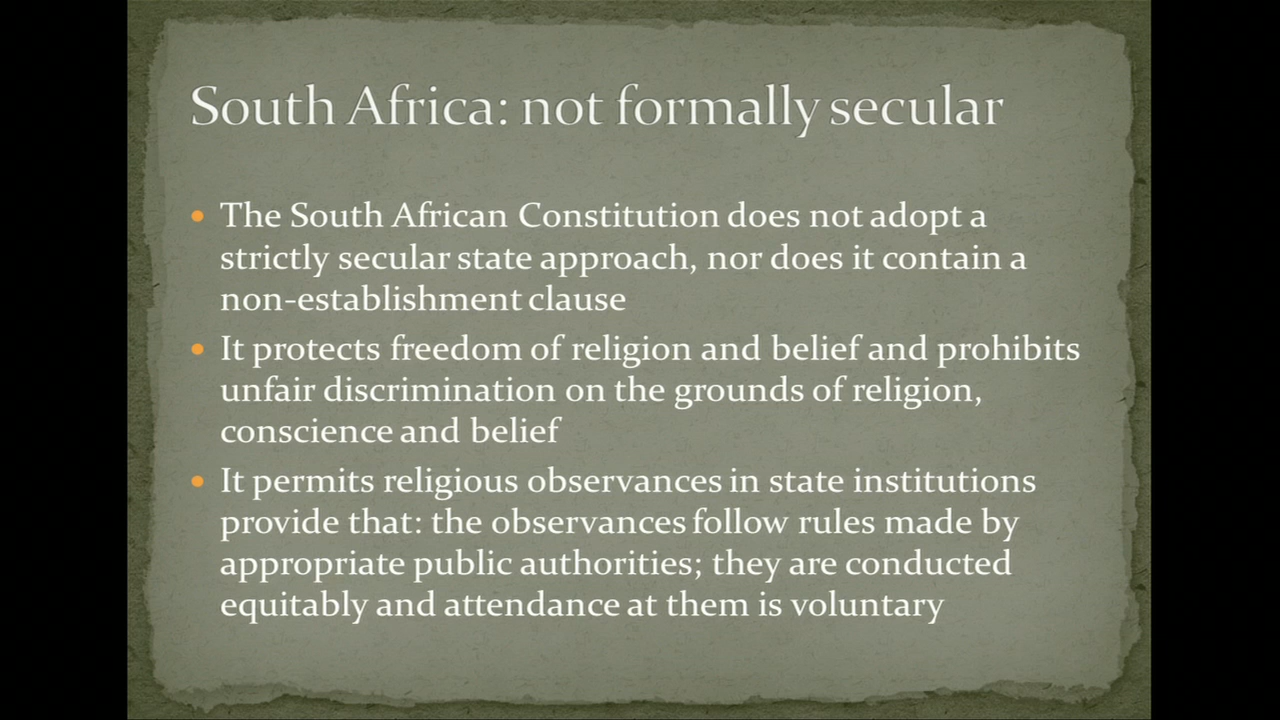 South Africa: not formally secular
The South African Constitution does not adopt a
strictly secular state approach, nor does it contain a
non-establishment clause
It protects freedom of religion and belief and prohibits
unfair discrimination on the grounds of religion,
conscience and belief
It permits religious observances in state institutions
provide that: the observances follow rules made by
appropriate public authorities; they are conducted
equitably and attendance at them is voluntary